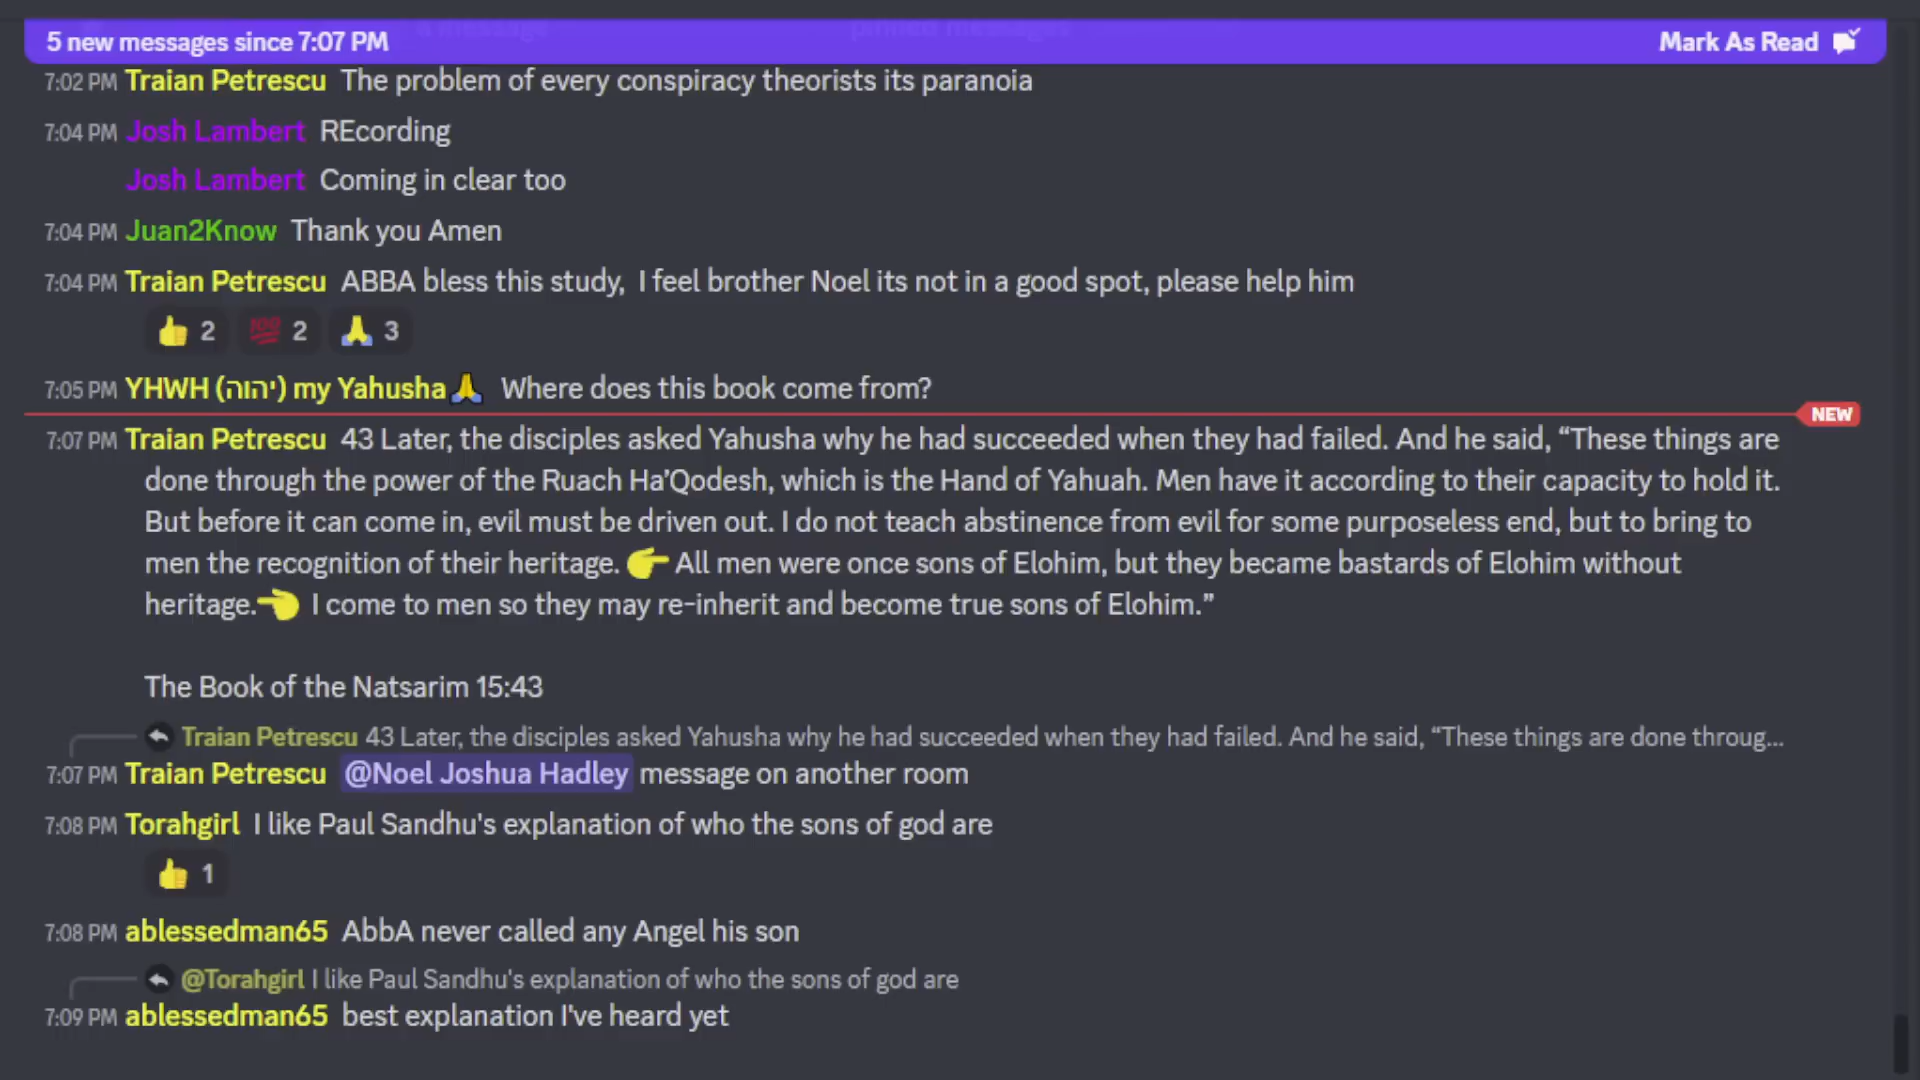 5 new messages since 7:07 PM Mark As Read
7:02 PM Traian Petrescu The problem of every conspiracy theorists its paranoia
7:04 PM Josh Lambert REcording
Josh Lambert Coming in clear too
7:04 PM Juan2Know Thank you Amen
7:04 PM Traian Petrescu ABBA bless this study, I feel brother Noel its not in a good spot, please help him
👍 2 💯 2 🙏 3
7:05 PM YHWH (יהוה) my Yahusha🙏 Where does this book come from?
NEW
7:07 PM Traian Petrescu 43 Later, the disciples asked Yahusha why he had succeeded when they had failed. And he said, “These things are
done through the power of the Ruach Ha’Qodesh, which is the Hand of Yahuah. Men have it according to their capacity to hold it.
But before it can come in, evil must be driven out. I do not teach abstinence from evil for some purposeless end, but to bring to
men the recognition of their heritage. 👉 All men were once sons of Elohim, but they became bastards of Elohim without
heritage.👈 I come to men so they may re-inherit and become true sons of Elohim.”
The Book of the Natsarim 15:43
Traian Petrescu 43 Later, the disciples asked Yahusha why he had succeeded when they had failed. And he said, “These things are done throug...
7:07 PM Traian Petrescu @Noel Joshua Hadley message on another room
7:08 PM Torahgirl I like Paul Sandhu's explanation of who the sons of god are
👍 1
7:08 PM ablessedman65 AbbA never called any Angel his son
@Torahgirl I like Paul Sandhu's explanation of who the sons of god are
7:09 PM ablessedman65 best explanation I've heard yet